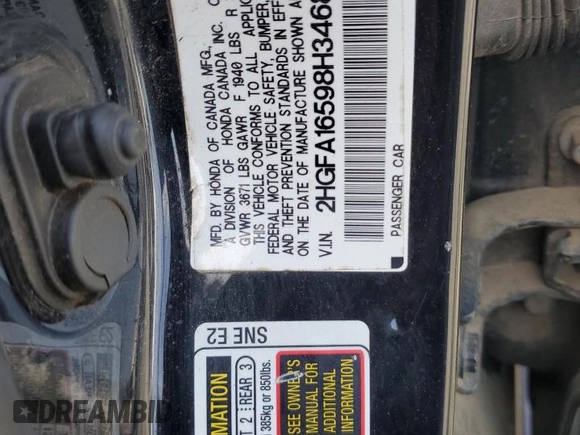 MFD. BY HONDA OF CANADA MFG.
A DIVISION OF HONDA CANADA INC.
GVWR 3671 LBS GAWR F 1940 LBS R
THIS VEHICLE CONFORMS TO ALL APPLIC
FEDERAL MOTOR VEHICLE SAFETY, BUMPER,
AND THEFT PREVENTION STANDARDS IN EFF
ON THE DATE OF MANUFACTURE SHOWN A
V.I.N. 2HGFA16598H3468
PASSENGER CAR
SNE E2
MATION
T 2 REAR 3
385kg or 850lbs.
SEE OWNER'S
MANUAL FOR
ADDITIONAL
INFORMATION
DREAMBID